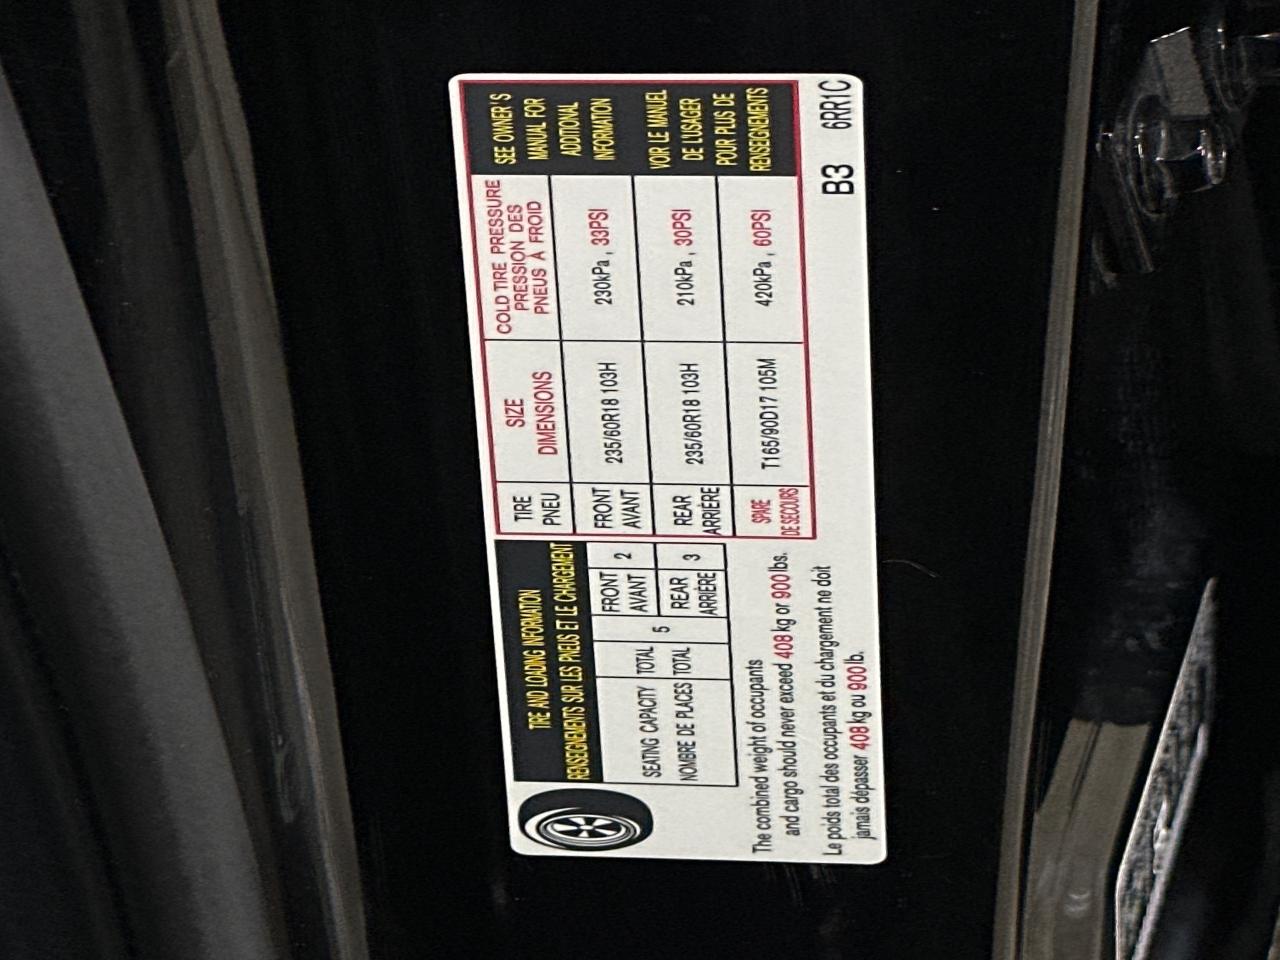 TIRE AND LOADING INFORMATION
RENSEIGNEMENTS SUR LES PNEUS ET LE CHARGEMENT
SEATING CAPACITY
NOMBRE DE PLACES
TOTAL
TOTAL
5
FRONT
AVANT
2
REAR
ARRIÈRE
3
The combined weight of occupants
and cargo should never exceed 408 kg or 900 lbs.
Le poids total des occupants et du chargement ne doit
jamais dépasser 408 kg ou 900 lb.
TIRE
PNEU
SIZE
DIMENSIONS
COLD TIRE PRESSURE
PRESSION DES
PNEUS À FROID
FRONT
AVANT
235/60R18 103H
230kPa , 33PSI
REAR
ARRIÈRE
235/60R18 103H
210kPa , 30PSI
SPARE
DE SECOURS
T165/90D17 105M
420kPa , 60PSI
SEE OWNER'S
MANUAL FOR
ADDITIONAL
INFORMATION
VOIR LE MANUEL
DE L'USAGER
POUR PLUS DE
RENSEIGNEMENTS
B3 6RR1C